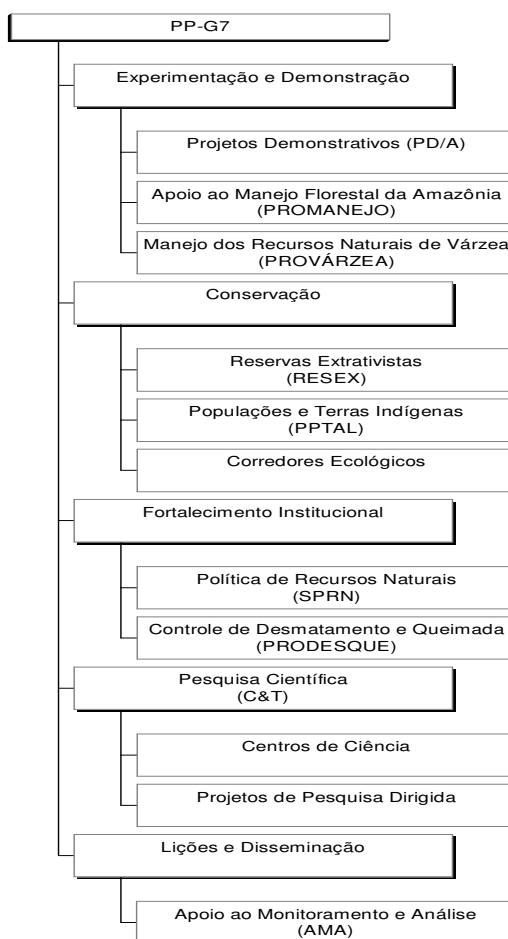 PP-G7
Experimentação e Demonstração
Projetos Demonstrativos (PD/A)
Apoio ao Manejo Florestal da Amazônia
(PROMANEJO)
Manejo dos Recursos Naturais de Várzea
(PROVÁRZEA)
Conservação
Reservas Extrativistas
(RESEX)
Populações e Terras Indígenas
(PPTAL)
Corredores Ecológicos
Fortalecimento Institucional
Política de Recursos Naturais
(SPRN)
Controle de Desmatamento e Queimada
(PRODESQUE)
Pesquisa Científica
(C&T)
Centros de Ciência
Projetos de Pesquisa Dirigida
Lições e Disseminação
Apoio ao Monitoramento e Análise
(AMA)